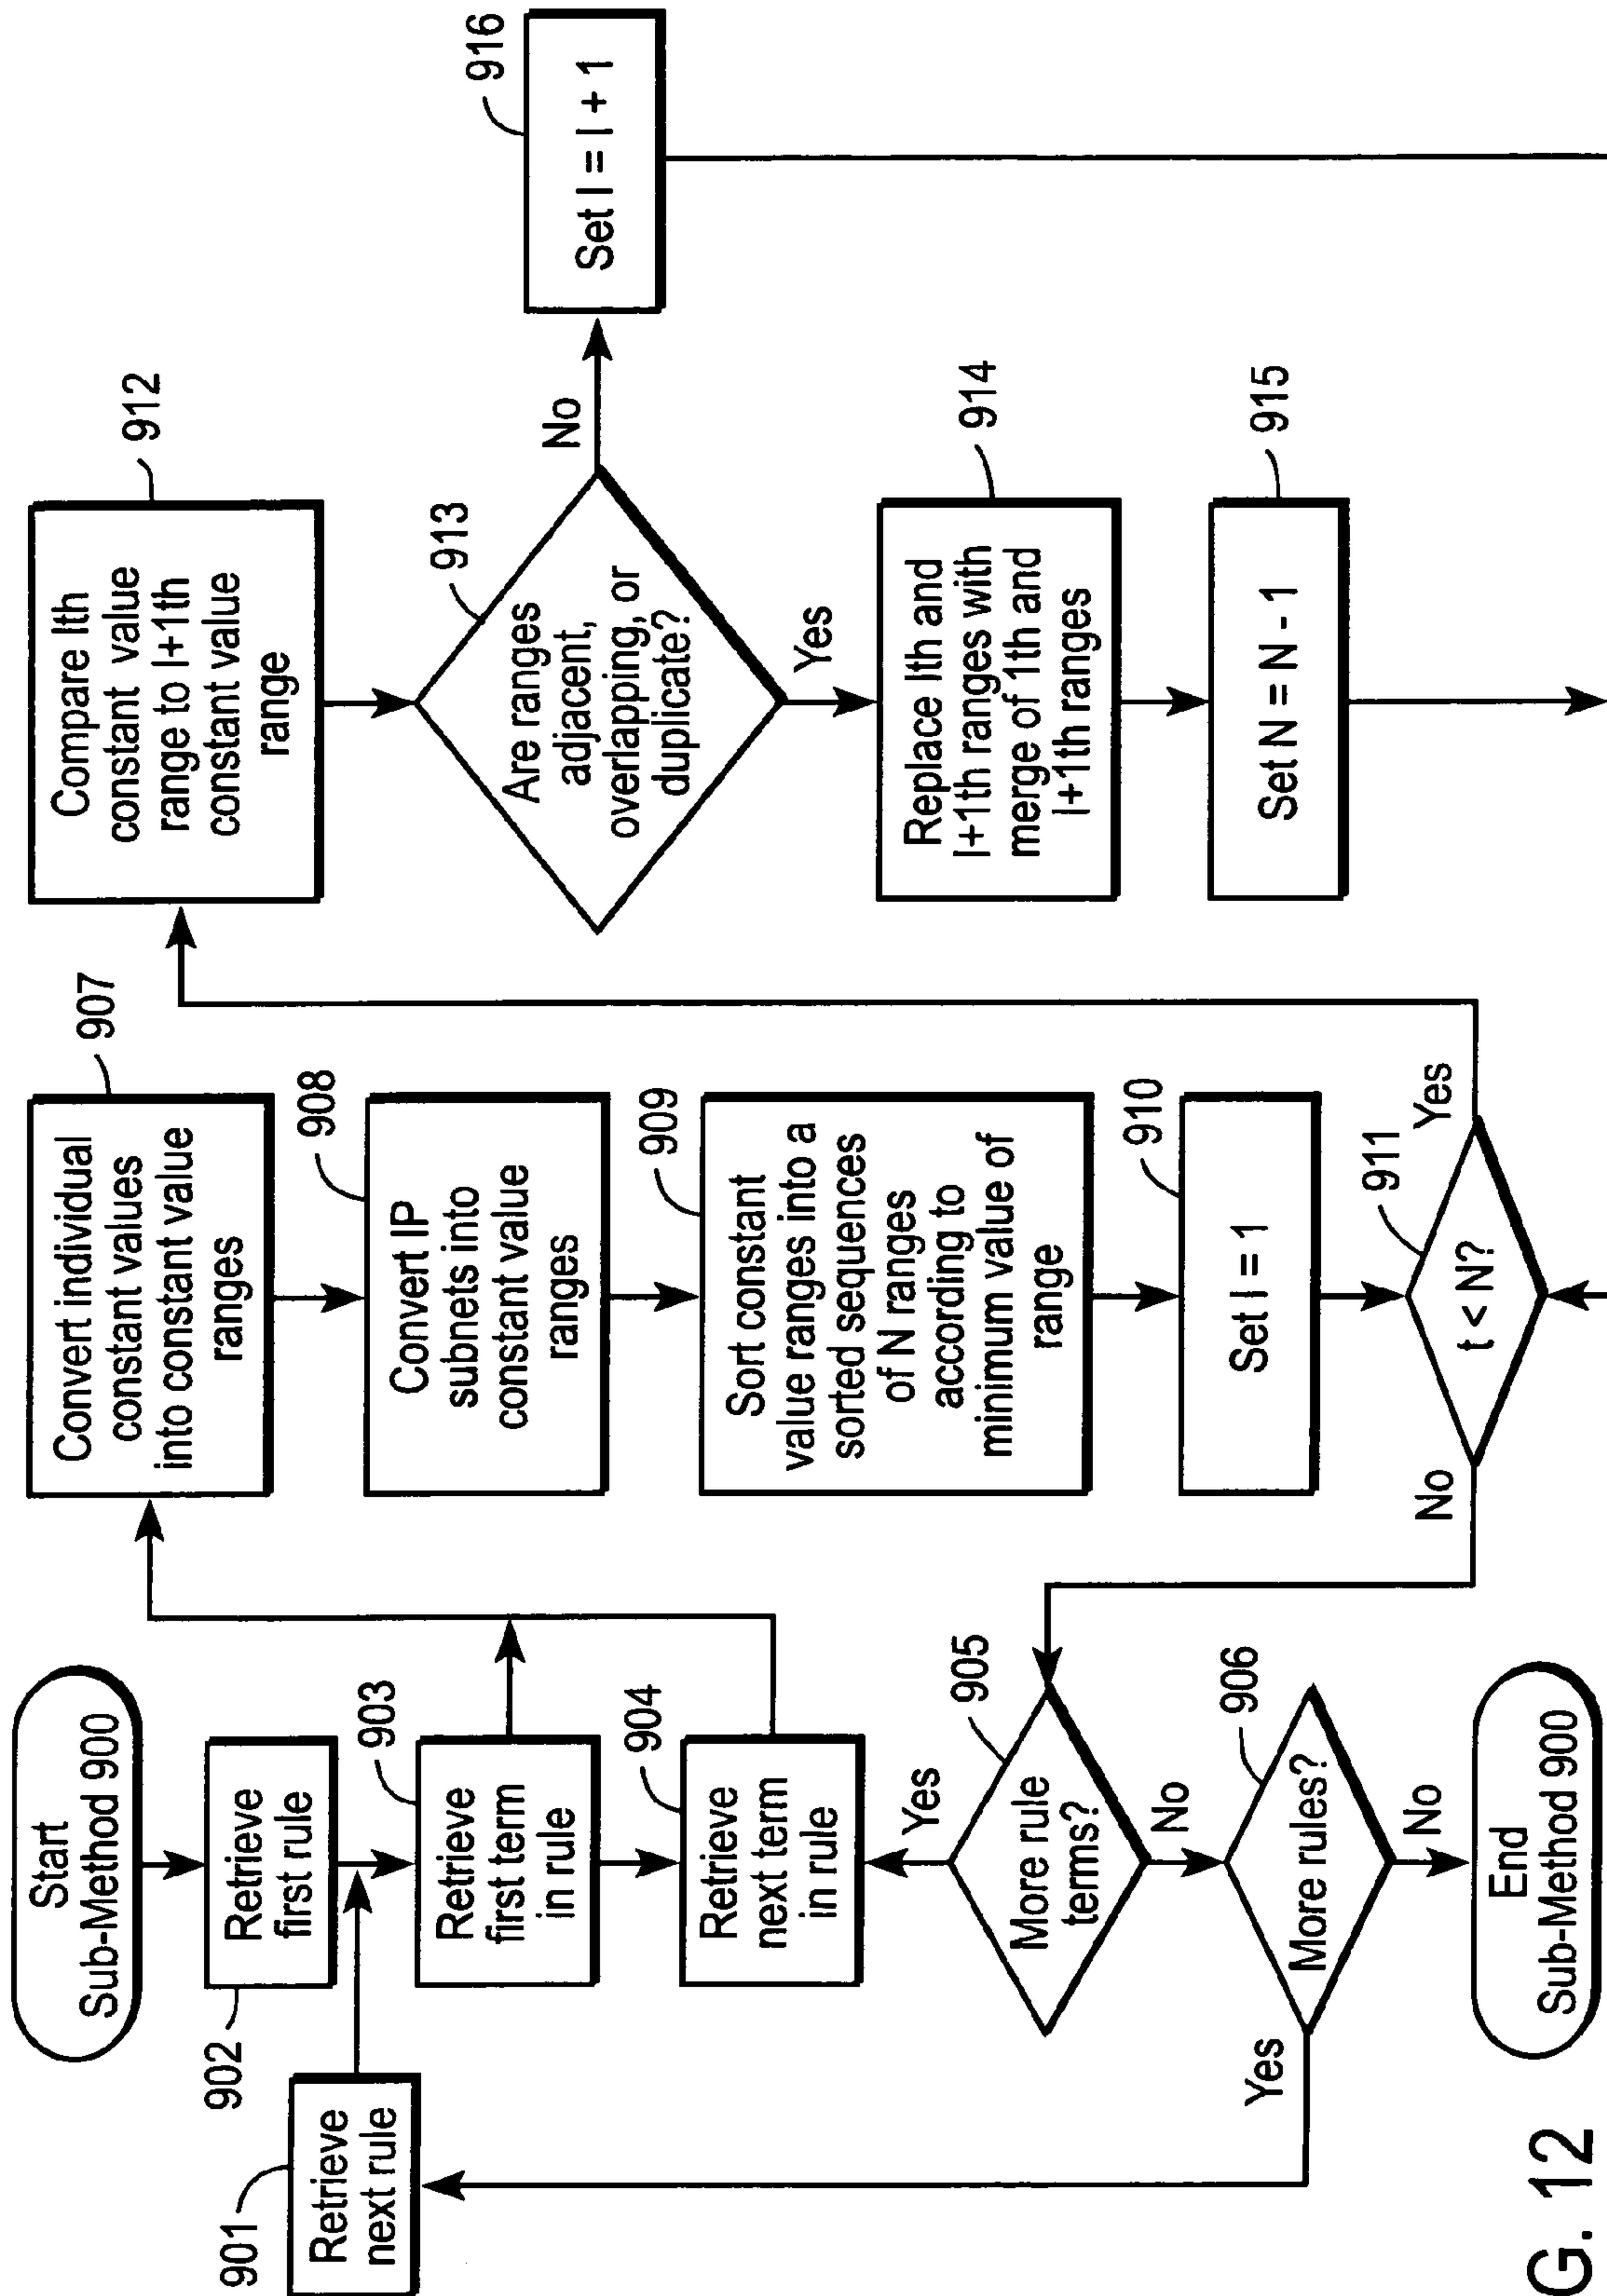 Start
Sub-Method 900
901
Retrieve
next rule
902
Retrieve
first rule
903
Retrieve
first term
in rule
904
Retrieve
next term
in rule
Yes
905
More rule
terms?
No
906
More rules?
Yes
No
End
Sub-Method 900
907
Convert individual
constant values
into constant value
ranges
908
Convert IP
subnets into
constant value
ranges
909
Sort constant
value ranges into a
sorted sequences
of N ranges
according to
minimum value of
range
910
Set I = 1
911
t < N?
No
Yes
912
Compare Ith
constant value
range to I+1th
constant value
range
913
Are ranges
adjacent,
overlapping, or
duplicate?
No
Yes
914
Replace Ith and
I+1th ranges with
merge of 1th and
I+1th ranges
915
Set N = N - 1
916
Set I = I + 1
G. 12